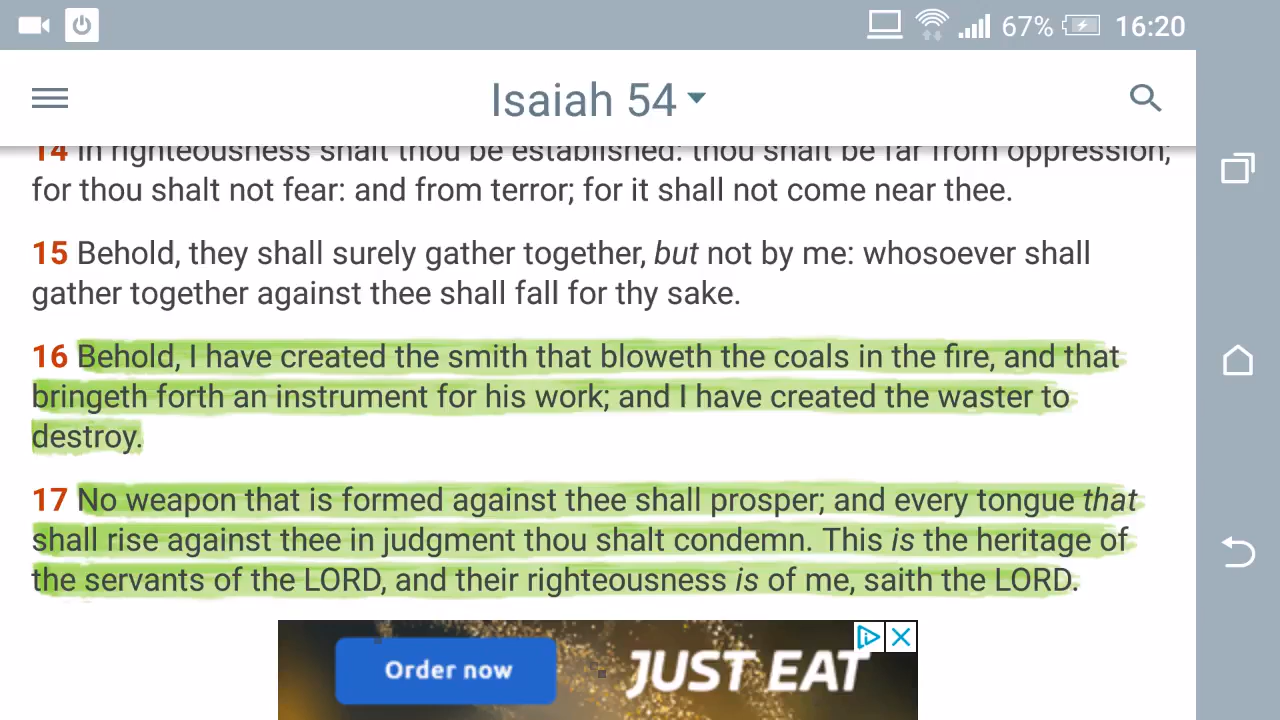 67% 16:20
Isaiah 54
14 In righteousness shalt thou be established: thou shalt be far from oppression;
for thou shalt not fear: and from terror; for it shall not come near thee.
15 Behold, they shall surely gather together, but not by me: whosoever shall
gather together against thee shall fall for thy sake.
16 Behold, I have created the smith that bloweth the coals in the fire, and that
bringeth forth an instrument for his work; and I have created the waster to
destroy.
17 No weapon that is formed against thee shall prosper; and every tongue that
shall rise against thee in judgment thou shalt condemn. This is the heritage of
the servants of the LORD, and their righteousness is of me, saith the LORD.
Order now
JUST EAT